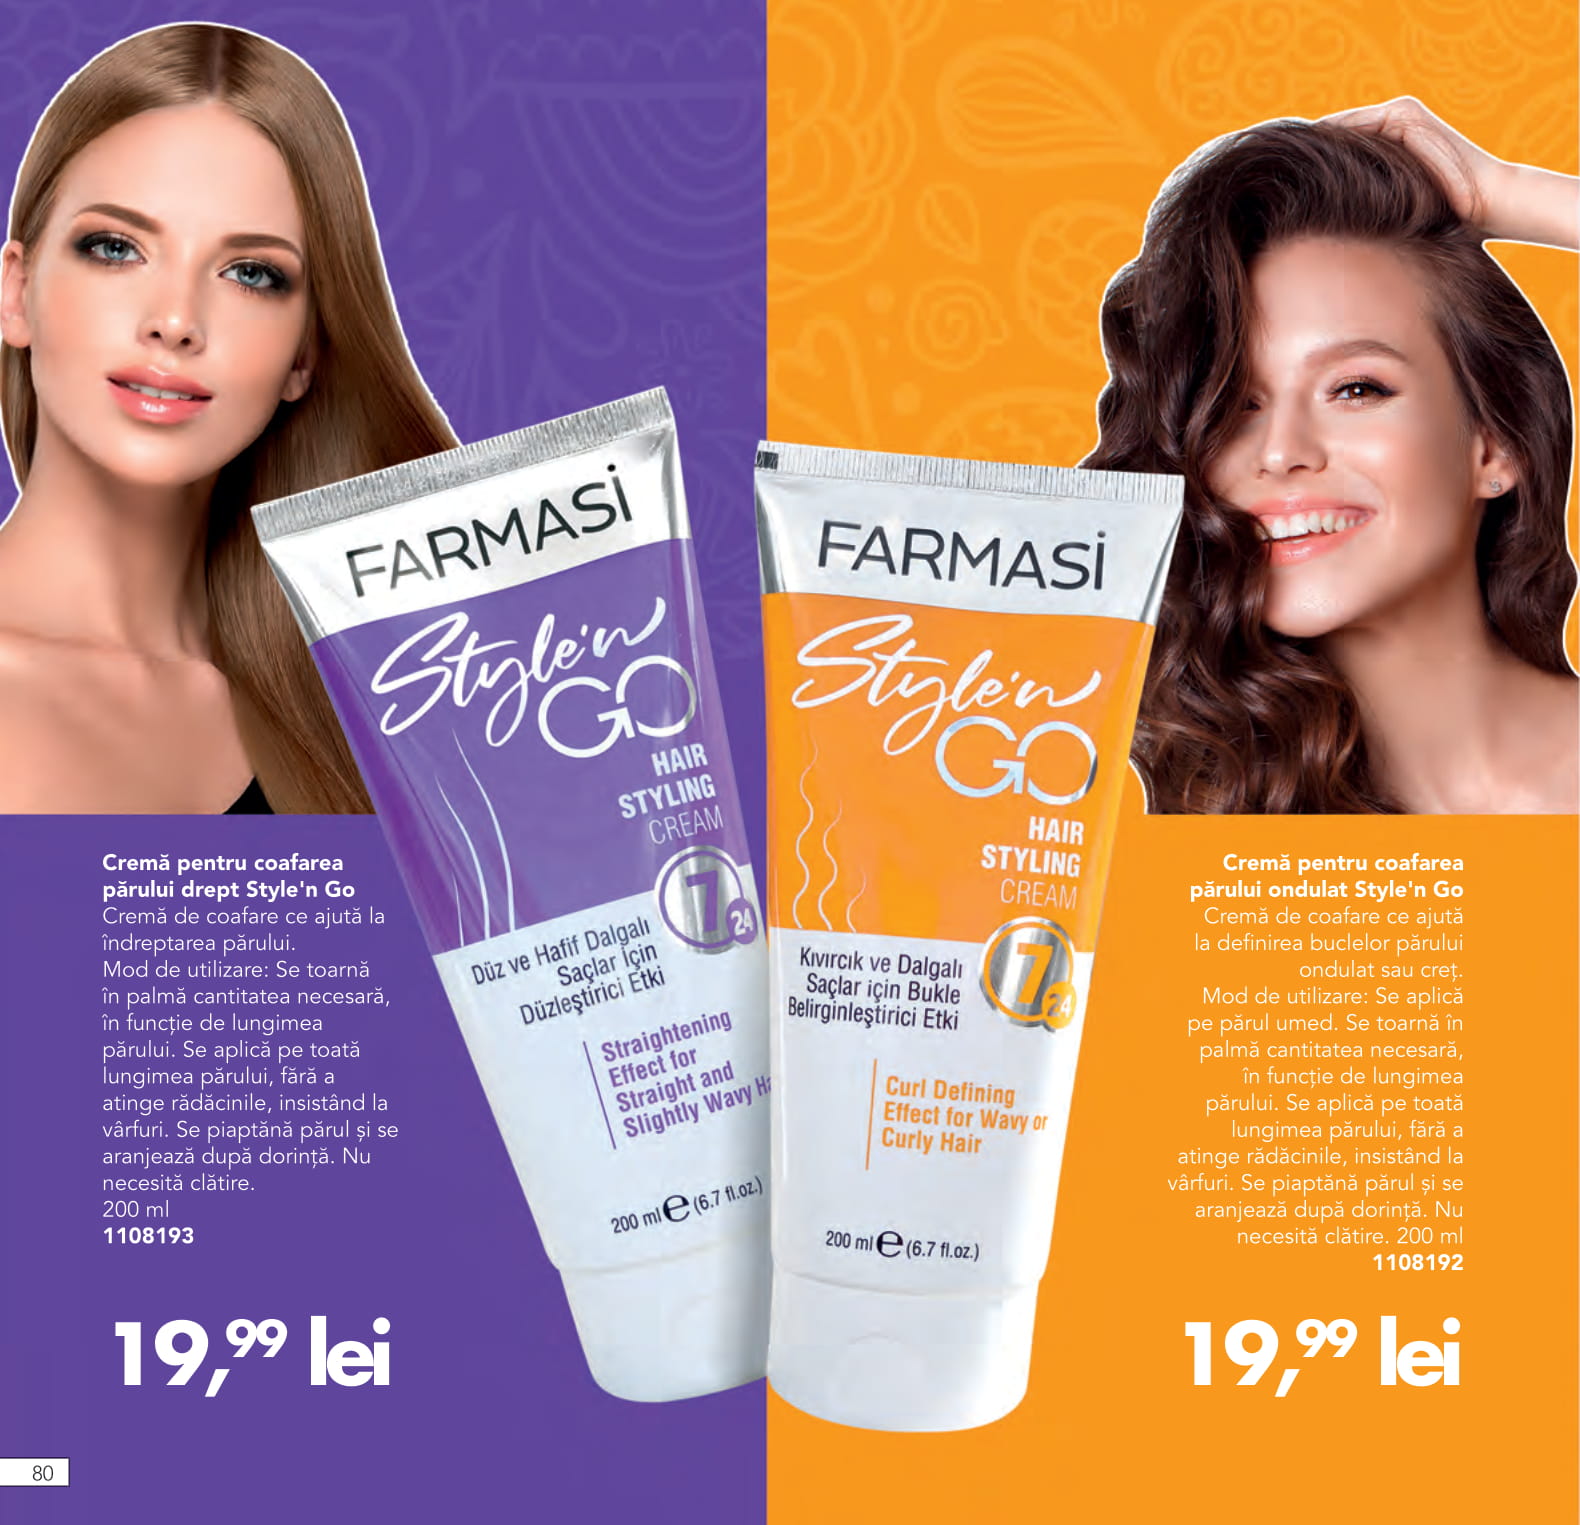 FARMASi
Style'n
GO
HAIR
STYLING
CREAM
7
24
Düz ve Hafif Dalgalı
Saçlar İçin
Düzleştirici Etki
Straightening
Effect for
Straight and
Slightly Wavy
200 ml e (6.7 fl.oz.)
FARMASi
Style'n
GO
HAIR
STYLING
CREAM
7
24
Kıvırcık ve Dalgalı
Saçlar için Bukle
Belirginleştirici Etki
Curl Defining
Effect for Wavy or
Curly Hair
200 ml e (6.7 fl.oz.)
Cremă pentru coafarea
părului drept Style'n Go
Cremă de coafare ce ajută la
îndreptarea părului.
Mod de utilizare: Se toarnă
în palmă cantitatea necesară,
în funcție de lungimea
părului. Se aplică pe toată
lungimea părului, fără a
atinge rădăcinile, insistând la
vârfuri. Se piaptănă părul și se
aranjează după dorință. Nu
necesită clătire.
200 ml
1108193
19,99 lei
Cremă pentru coafarea
părului ondulat Style'n Go
Cremă de coafare ce ajută
la definirea buclelor părului
ondulat sau creț.
Mod de utilizare: Se aplică
pe părul umed. Se toarnă în
palmă cantitatea necesară,
în funcție de lungimea
părului. Se aplică pe toată
lungimea părului, fără a
atinge rădăcinile, insistând la
vârfuri. Se piaptănă părul și se
aranjează după dorință. Nu
necesită clătire. 200 ml
1108192
19,99 lei
80